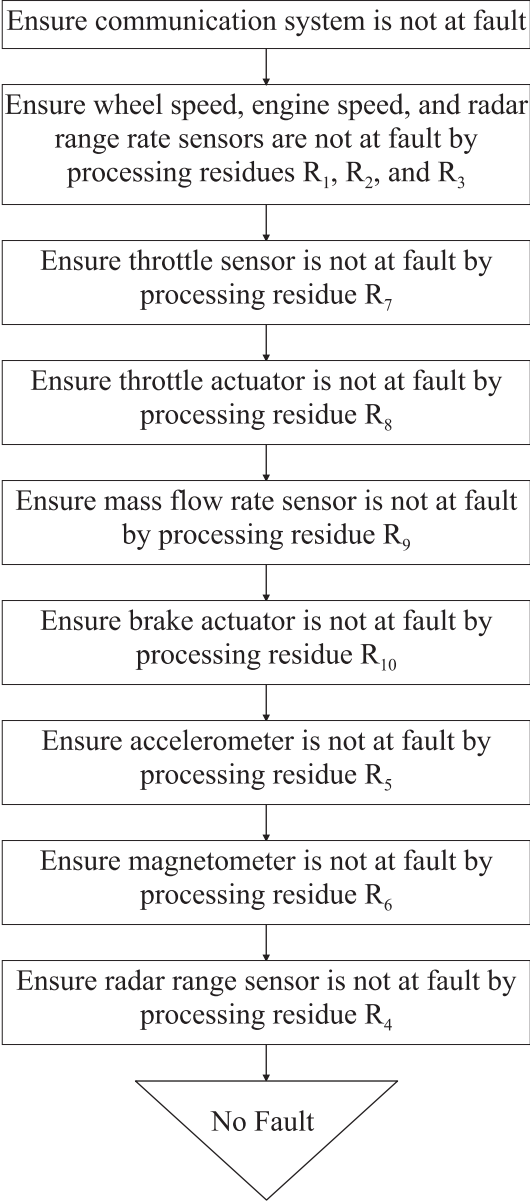 Ensure communication system is not at fault
Ensure wheel speed, engine speed, and radar
range rate sensors are not at fault by
processing residues R₁, R₂, and R₃
Ensure throttle sensor is not at fault by
processing residue R₇
Ensure throttle actuator is not at fault by
processing residue R₈
Ensure mass flow rate sensor is not at fault
by processing residue R₉
Ensure brake actuator is not at fault by
processing residue R₁₀
Ensure accelerometer is not at fault by
processing residue R₅
Ensure magnetometer is not at fault by
processing residue R₆
Ensure radar range sensor is not at fault by
processing residue R₄
No Fault